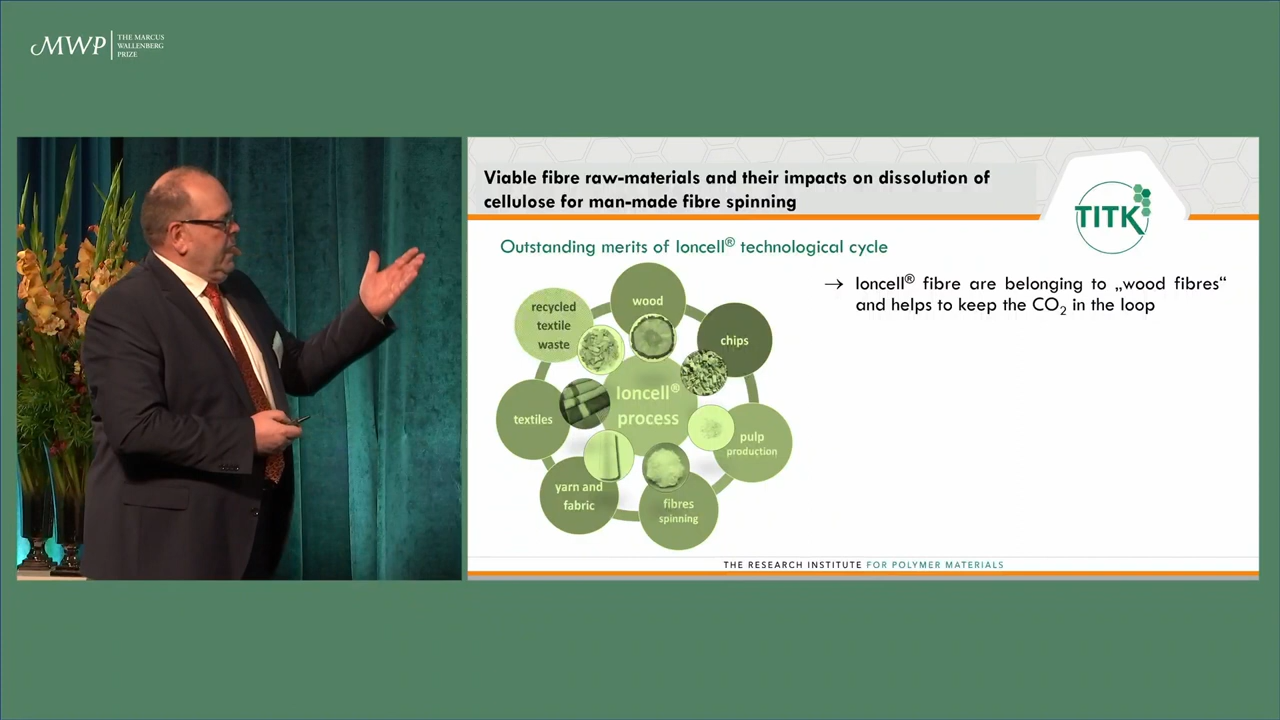 MWP
THE MARCUS
WALLENBERG
PRIZE
Viable fibre raw-materials and their impacts on dissolution of
cellulose for man-made fibre spinning
TITK
Outstanding merits of Ioncell® technological cycle
wood
chips
pulp
production
fibres
spinning
yarn and
fabric
textiles
recycled
textile
waste
Ioncell®
process
→ Ioncell® fibre are belonging to „wood fibres“
and helps to keep the CO₂ in the loop
THE RESEARCH INSTITUTE FOR POLYMER MATERIALS